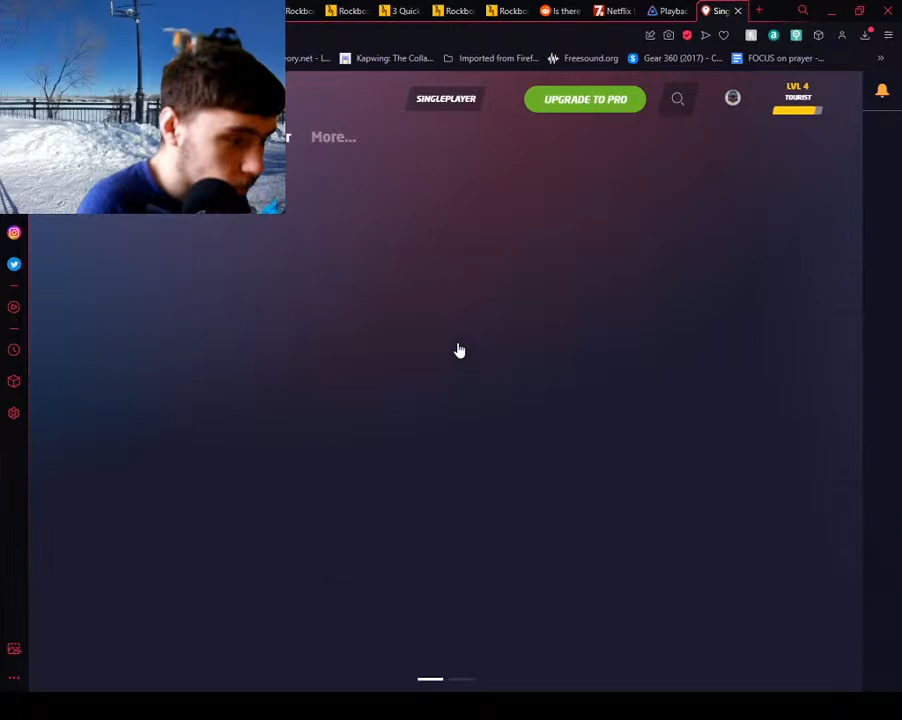 Rockbo: Rockbo: 3 Quick Rockbo Rockbo Is there Netflix Playbac Sing
eory.net - L... Kapwing: The Colla... Imported from Firef... Freesound.org Gear 360 (2017) - C... FOCUS on prayer -...
SINGLEPLAYER UPGRADE TO PRO LVL 4
TOURIST
r More...